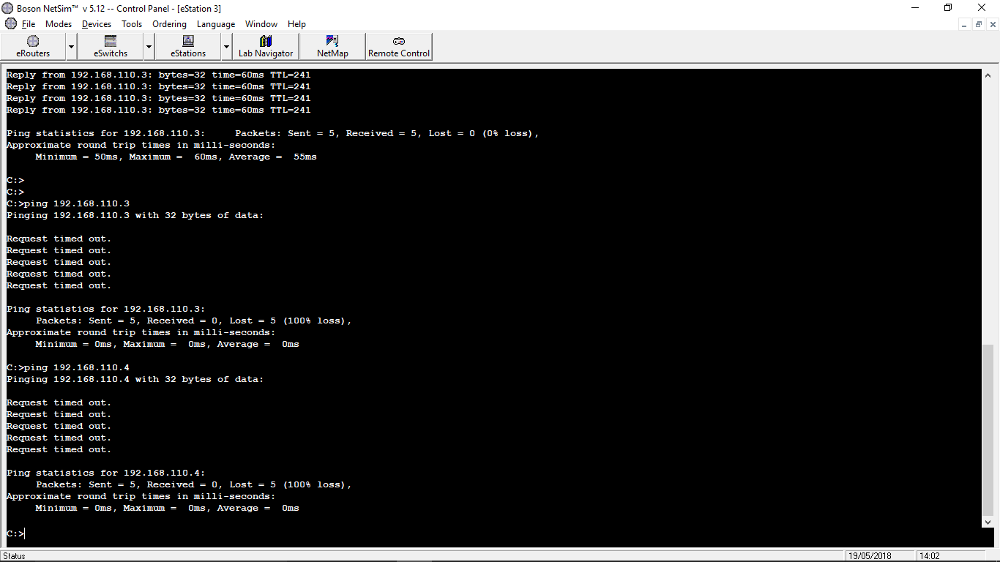 Boson NetSim™ v 5.12 -- Control Panel - [eStation 3]
File Modes Devices Tools Ordering Language Window Help
eRouters eSwitchs eStations Lab Navigator NetMap Remote Control
Reply from 192.168.110.3: bytes=32 time=60ms TTL=241
Reply from 192.168.110.3: bytes=32 time=60ms TTL=241
Reply from 192.168.110.3: bytes=32 time=60ms TTL=241
Reply from 192.168.110.3: bytes=32 time=60ms TTL=241
Ping statistics for 192.168.110.3:     Packets: Sent = 5, Received = 5, Lost = 0 (0% loss),
Approximate round trip times in milli-seconds:
     Minimum = 50ms, Maximum =  60ms, Average =  55ms
C:>
C:>
C:>ping 192.168.110.3
Pinging 192.168.110.3 with 32 bytes of data:
Request timed out.
Request timed out.
Request timed out.
Request timed out.
Request timed out.
Ping statistics for 192.168.110.3:
     Packets: Sent = 5, Received = 0, Lost = 5 (100% loss),
Approximate round trip times in milli-seconds:
     Minimum = 0ms, Maximum =  0ms, Average =  0ms
C:>ping 192.168.110.4
Pinging 192.168.110.4 with 32 bytes of data:
Request timed out.
Request timed out.
Request timed out.
Request timed out.
Request timed out.
Ping statistics for 192.168.110.4:
     Packets: Sent = 5, Received = 0, Lost = 5 (100% loss),
Approximate round trip times in milli-seconds:
     Minimum = 0ms, Maximum =  0ms, Average =  0ms
C:>
Status 19/05/2018 14:02